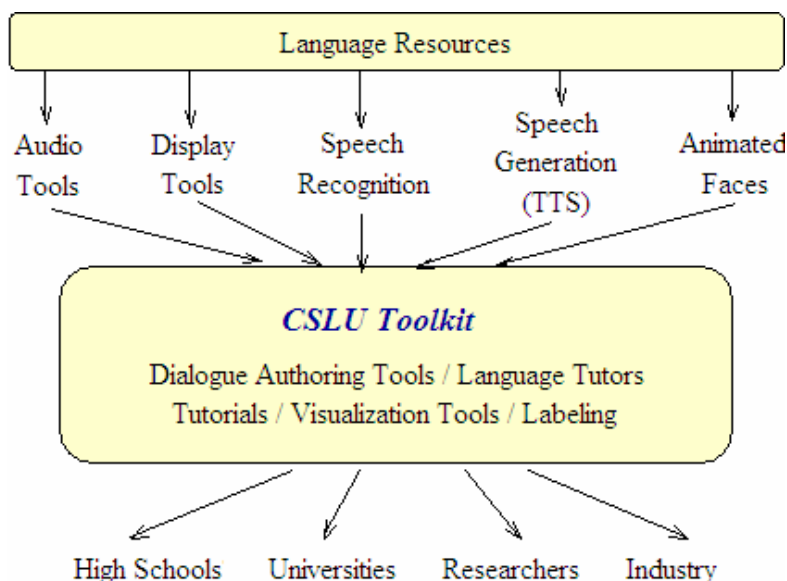 Language Resources
Audio
Tools
Display
Tools
Speech
Recognition
Speech
Generation
(TTS)
Animated
Faces
CSLU Toolkit
Dialogue Authoring Tools / Language Tutors
Tutorials / Visualization Tools / Labeling
High Schools
Universities
Researchers
Industry